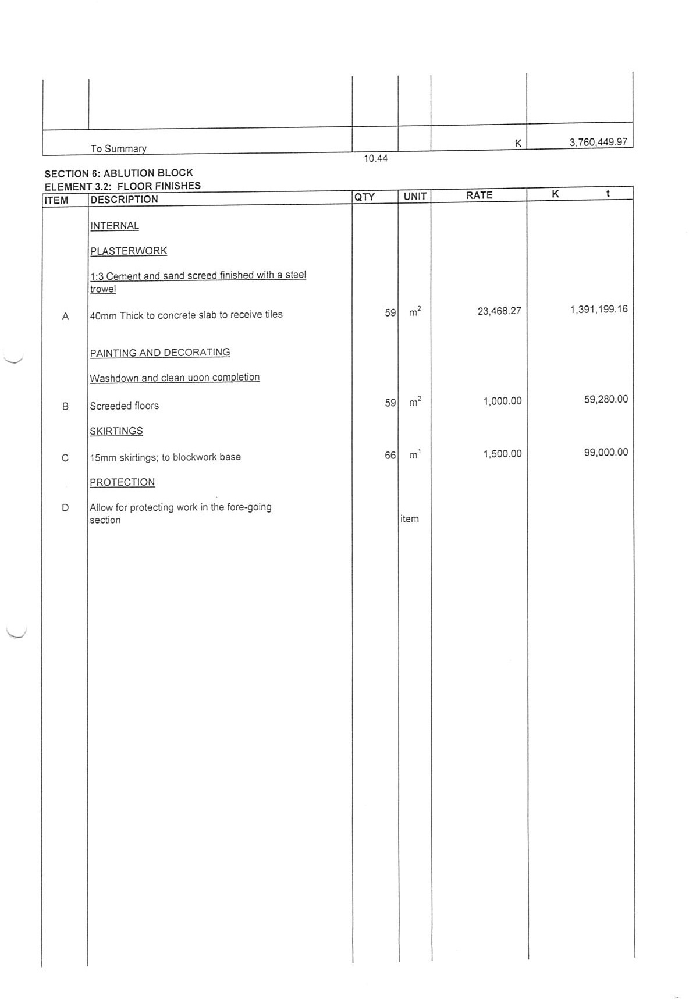 To Summary K 3,760,449.97
10.44
SECTION 6: ABLUTION BLOCK
ELEMENT 3.2: FLOOR FINISHES
ITEM DESCRIPTION QTY UNIT RATE K t
INTERNAL
PLASTERWORK
1:3 Cement and sand screed finished with a steel
trowel
A 40mm Thick to concrete slab to receive tiles 59 m² 23,468.27 1,391,199.16
PAINTING AND DECORATING
Washdown and clean upon completion
B Screeded floors 59 m² 1,000.00 59,280.00
SKIRTINGS
C 15mm skirtings; to blockwork base 66 m¹ 1,500.00 99,000.00
PROTECTION
D Allow for protecting work in the fore-going
section item